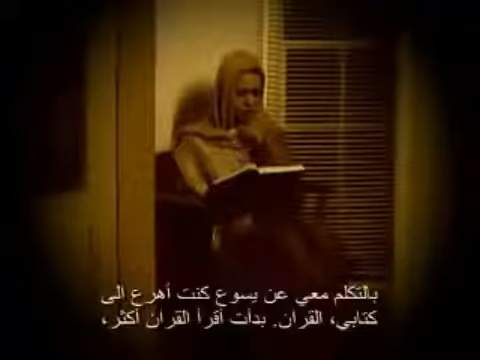 بالتكلم معي عن يسوع كنت أهرع الى
كتابي، القران. بدأت أقرأ القران أكثر،